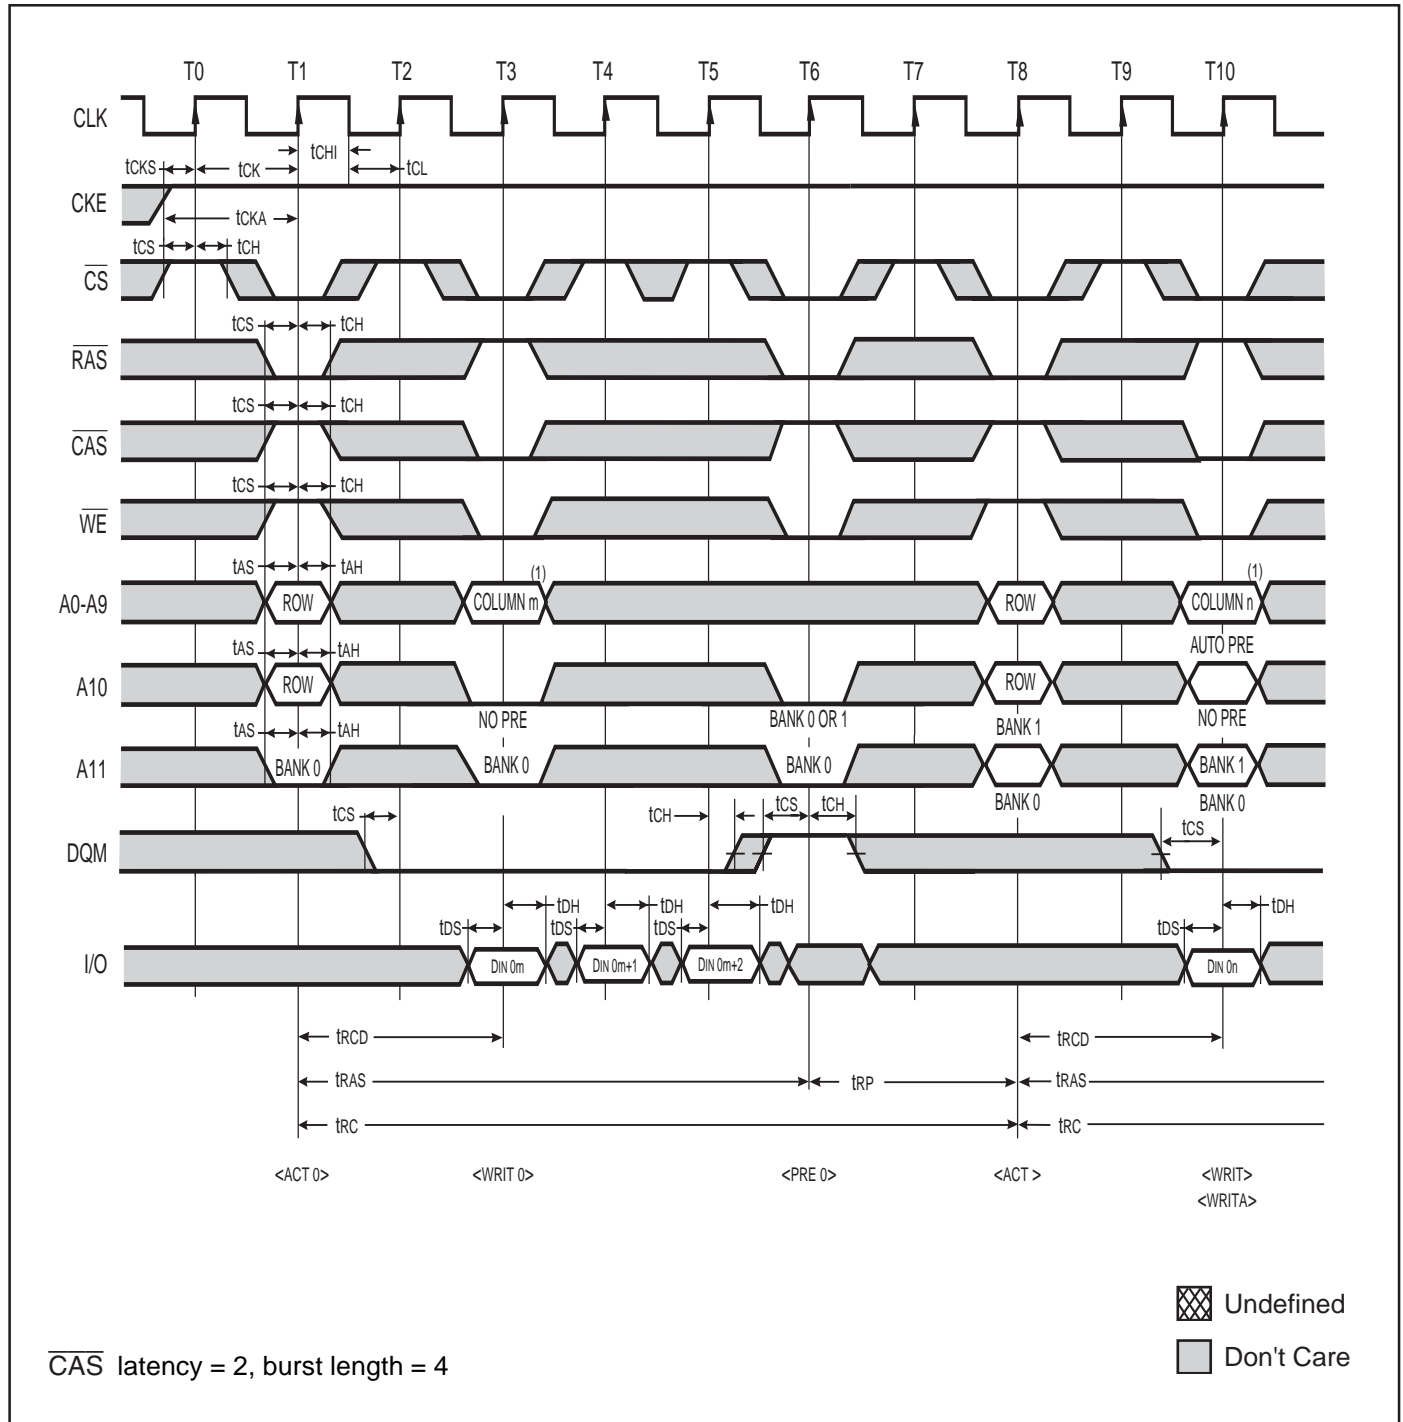 T0 T1 T2 T3 T4 T5 T6 T7 T8 T9 T10
CLK
tCHI
tCKS tCK tCL
CKE
tCKA
tCS tCH
CS
tCS tCH
RAS
tCS tCH
CAS
tCS tCH
WE
tAS tAH
(1) (1)
A0-A9 ROW COLUMN m ROW COLUMN n
tAS tAH AUTO PRE
A10 ROW ROW
NO PRE BANK 0 OR 1 BANK 1 NO PRE
tAS tAH
A11 BANK 0 BANK 0 BANK 0 BANK 1
BANK 0 BANK 0
tCS tCH tCS tCH tCS
DQM
tDH tDH tDH tDH
tDS tDS tDS tDS
I/O DIN 0m DIN 0m+1 DIN 0m+2 DIN 0n
tRCD tRCD
tRAS tRP tRAS
tRC tRC
<ACT 0> <WRIT 0> <PRE 0> <ACT > <WRIT>
<WRITA>
Undefined
Don't Care
CAS latency = 2, burst length = 4